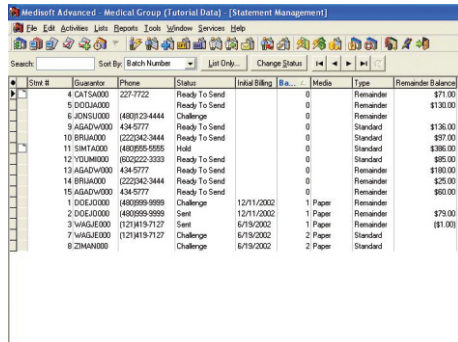 Medisoft Advanced - Medical Group (Tutorial Data) - [Statement Management]
File Edit Activities Lists Reports Tools Window Services Help
Search: Sort By: Batch Number List Only... Change Status
Stmt # Guarantor Phone Status Initial Billing Ba... Media Type Remainder Balance
4 CATSA000 227-7722 Ready To Send 0 Remainder $71.00
5 DOOJA000 Ready To Send 0 Remainder $130.00
6 JONSU000 (480)123-4444 Challenge 0 Remainder
9 AGADW000 434-5777 Ready To Send 0 Standard $136.00
10 BRIJA000 (222)342-3444 Ready To Send 0 Standard $97.00
11 SIMTA000 (480)555-5555 Hold 0 Standard $386.00
12 YOUMI000 (602)222-3333 Ready To Send 0 Standard $85.00
13 AGADW000 434-5777 Ready To Send 0 Remainder $180.00
14 BRIJA000 (222)342-3444 Ready To Send 0 Remainder $25.00
15 AGADW000 434-5777 Ready To Send 0 Remainder $60.00
1 DOEJO000 (480)999-9999 Challenge 12/11/2002 1 Paper Remainder
2 DOEJO000 (480)999-9999 Sent 12/11/2002 1 Paper Remainder $79.00
3 WAGJE000 (121)419-7127 Sent 6/19/2002 1 Paper Remainder ($1.00)
7 WAGJE000 (121)419-7127 Challenge 6/19/2002 2 Paper Standard
8 ZIMAN000 Challenge 6/19/2002 2 Paper Standard